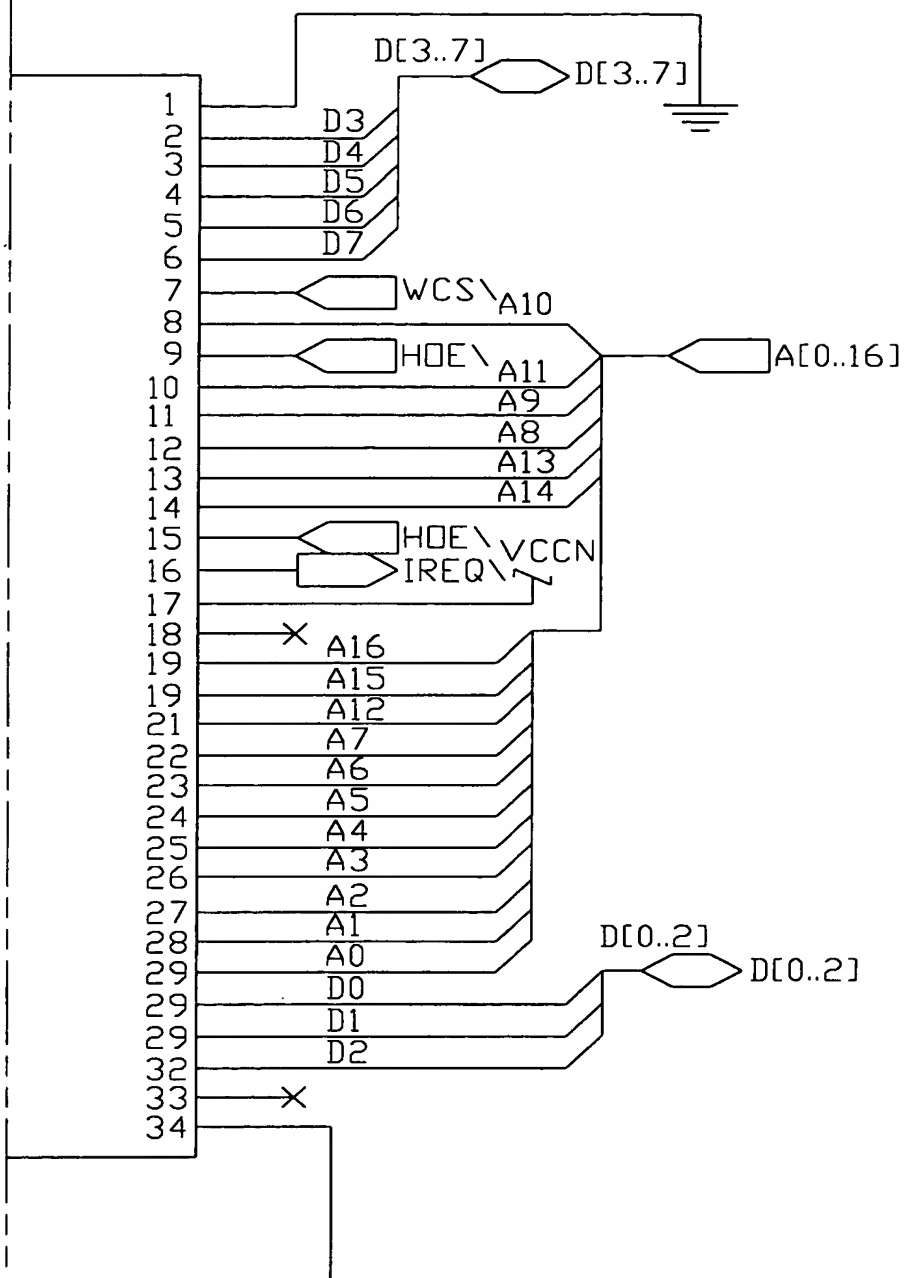 D[3..7]
D[3..7]
1
D3
2
D4
3
D5
4
D6
5
D7
6
7
WCS\
A10
8
9
HOE\
A[0..16]
A11
10
A9
11
A8
12
A13
13
A14
14
15
HOE\
VCCN
16
IREQ\
17
18
A16
19
A15
19
A12
21
A7
22
A6
23
A5
24
A4
25
A3
26
A2
27
A1
28
A0
D[0..2]
29
D[0..2]
D0
29
D1
29
D2
32
33
34